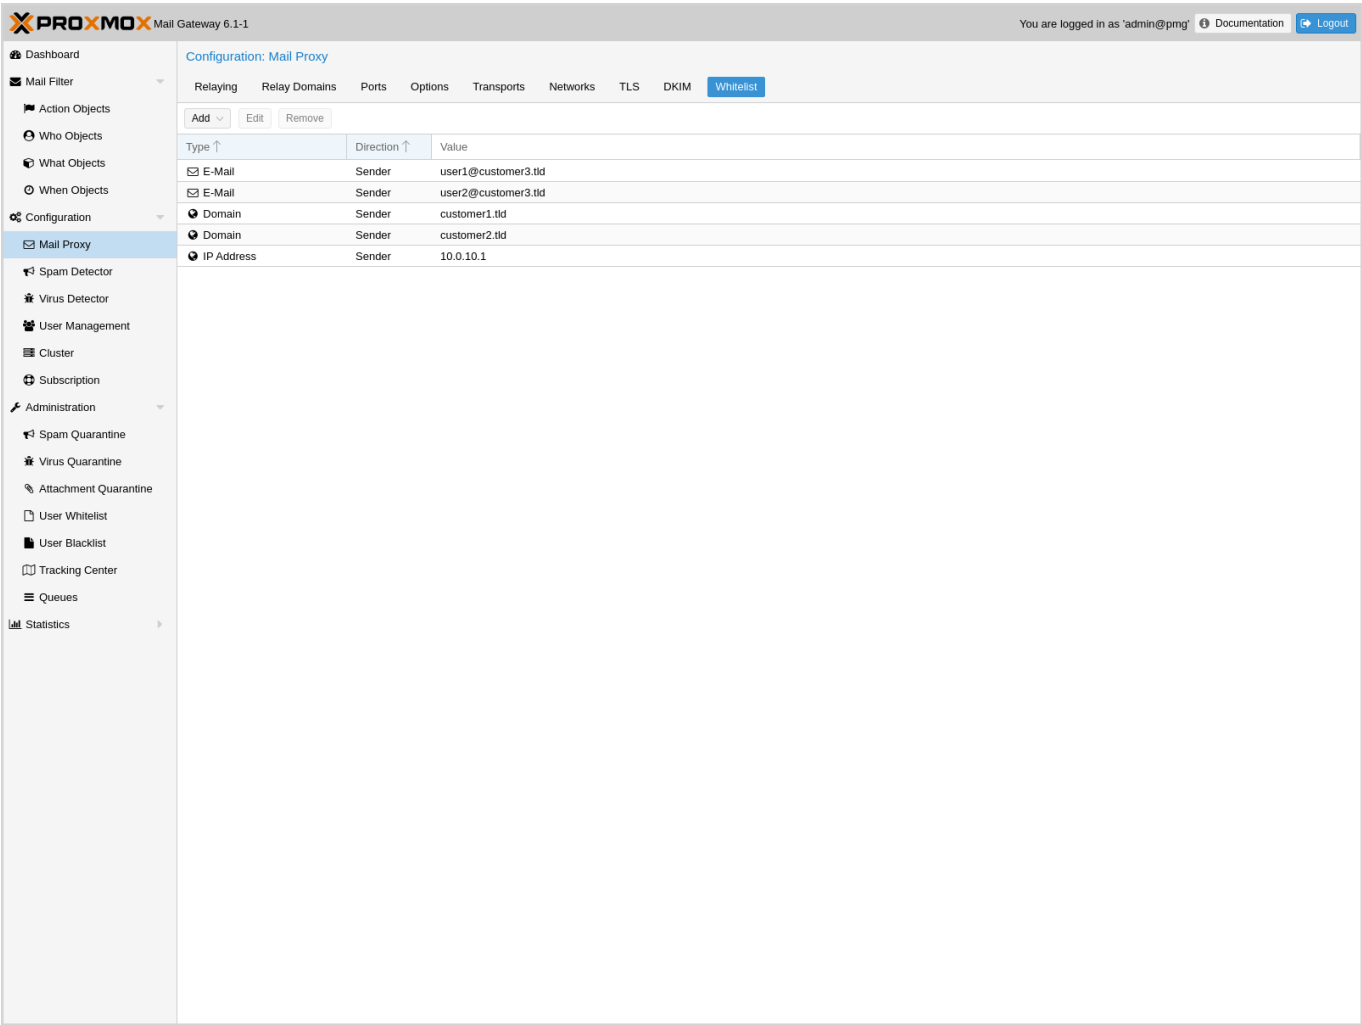 PROXMOX Mail Gateway 6.1-1 You are logged in as 'admin@pmg' Documentation Logout
Dashboard
Mail Filter
Action Objects
Who Objects
What Objects
When Objects
Configuration
Mail Proxy
Spam Detector
Virus Detector
User Management
Cluster
Subscription
Administration
Spam Quarantine
Virus Quarantine
Attachment Quarantine
User Whitelist
User Blacklist
Tracking Center
Queues
Statistics
Configuration: Mail Proxy
Relaying Relay Domains Ports Options Transports Networks TLS DKIM Whitelist
Add Edit Remove
Type Direction Value
E-Mail Sender user1@customer3.tld
E-Mail Sender user2@customer3.tld
Domain Sender customer1.tld
Domain Sender customer2.tld
IP Address Sender 10.0.10.1